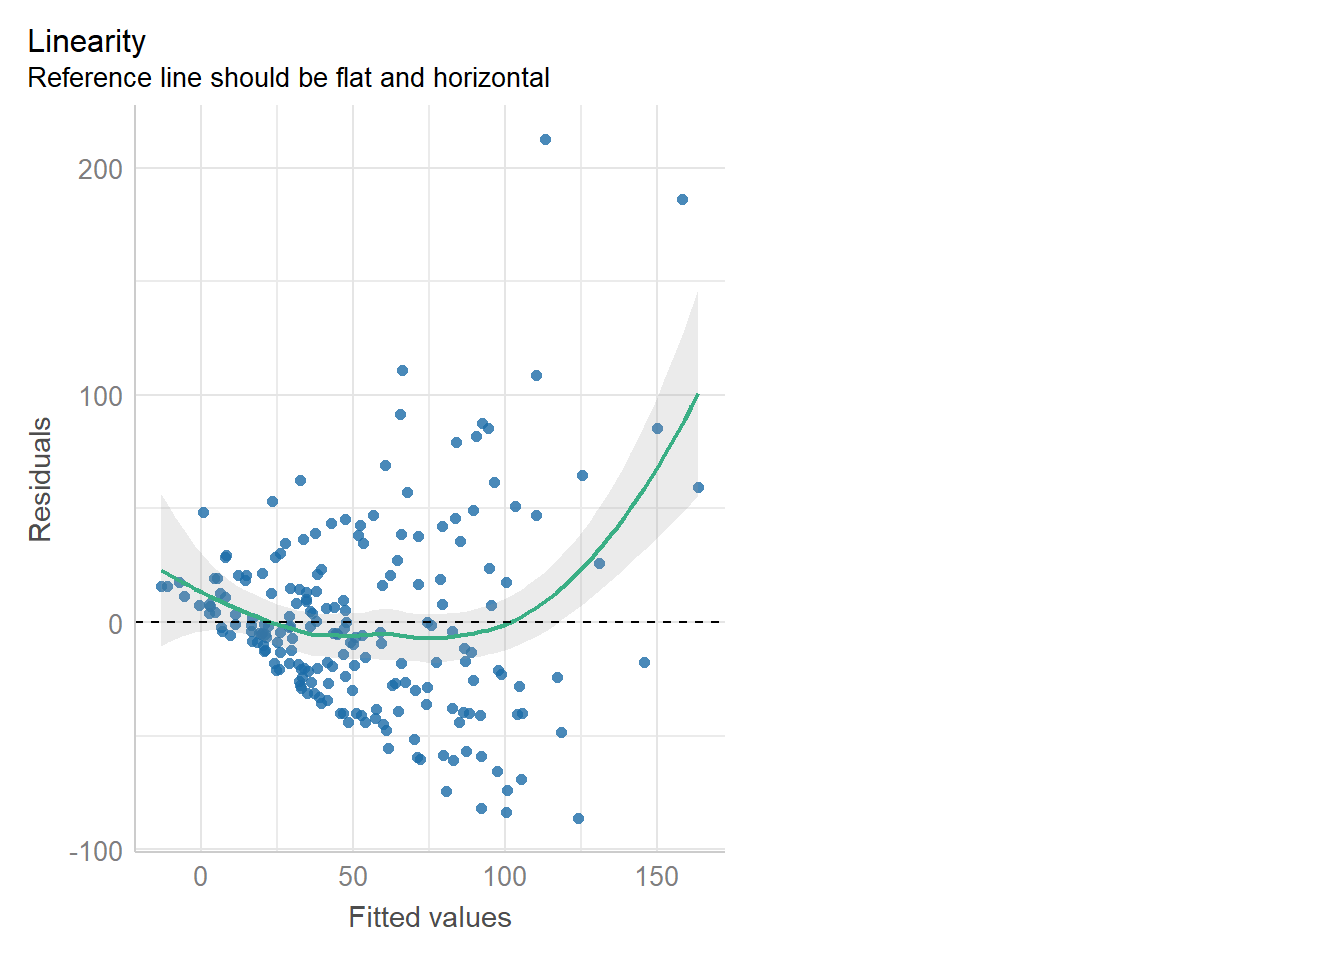 Linearity
Reference line should be flat and horizontal
200
100
0
-100
Residuals
0 50 100 150
Fitted values